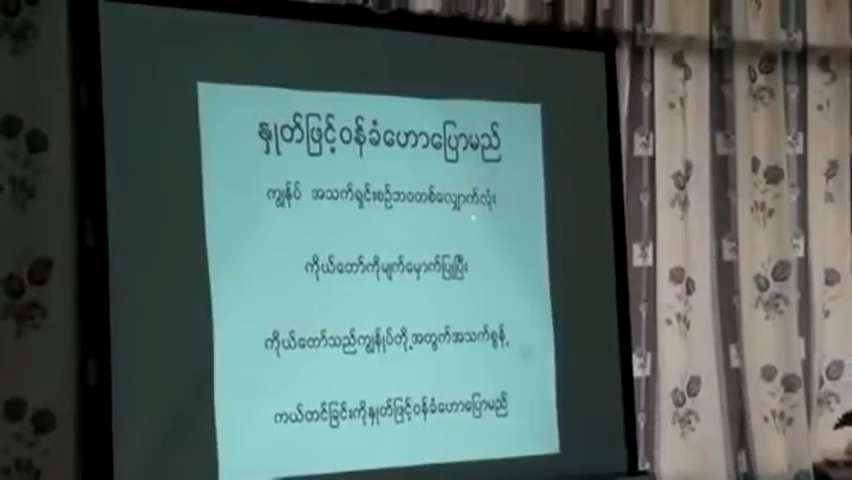 နှုတ်ဖြင့်ဝန်ခံဟောပြောမည်
ကျွန်ုပ် အသက်ရှင်းစဉ်ဘဝတစ်လျှောက်လုံး
ကိုယ်တော်ကိုမျက်မှောက်ပြုပြီး
ကိုယ်တော်သည်ကျွန်ုပ်တို့အတွက်အသက်စွန့်
ကယ်တင်ခြင်းကိုနှုတ်ဖြင့်ဝန်ခံဟောပြောမည်